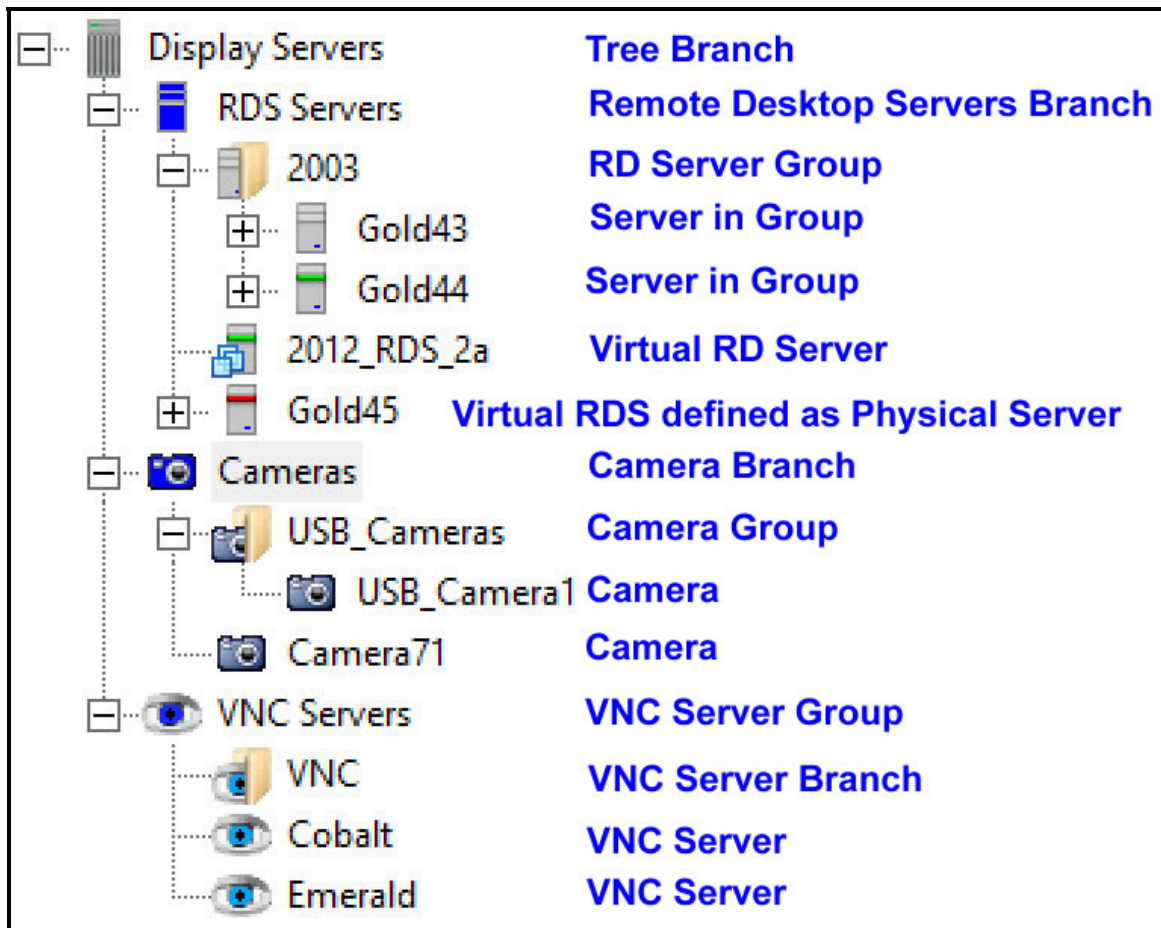 Display Servers Tree Branch
RDS Servers Remote Desktop Servers Branch
2003 RD Server Group
Gold43 Server in Group
Gold44 Server in Group
2012_RDS_2a Virtual RD Server
Gold45 Virtual RDS defined as Physical Server
Cameras Camera Branch
USB_Cameras Camera Group
USB_Camera1 Camera
Camera71 Camera
VNC Servers VNC Server Group
VNC VNC Server Branch
Cobalt VNC Server
Emerald VNC Server